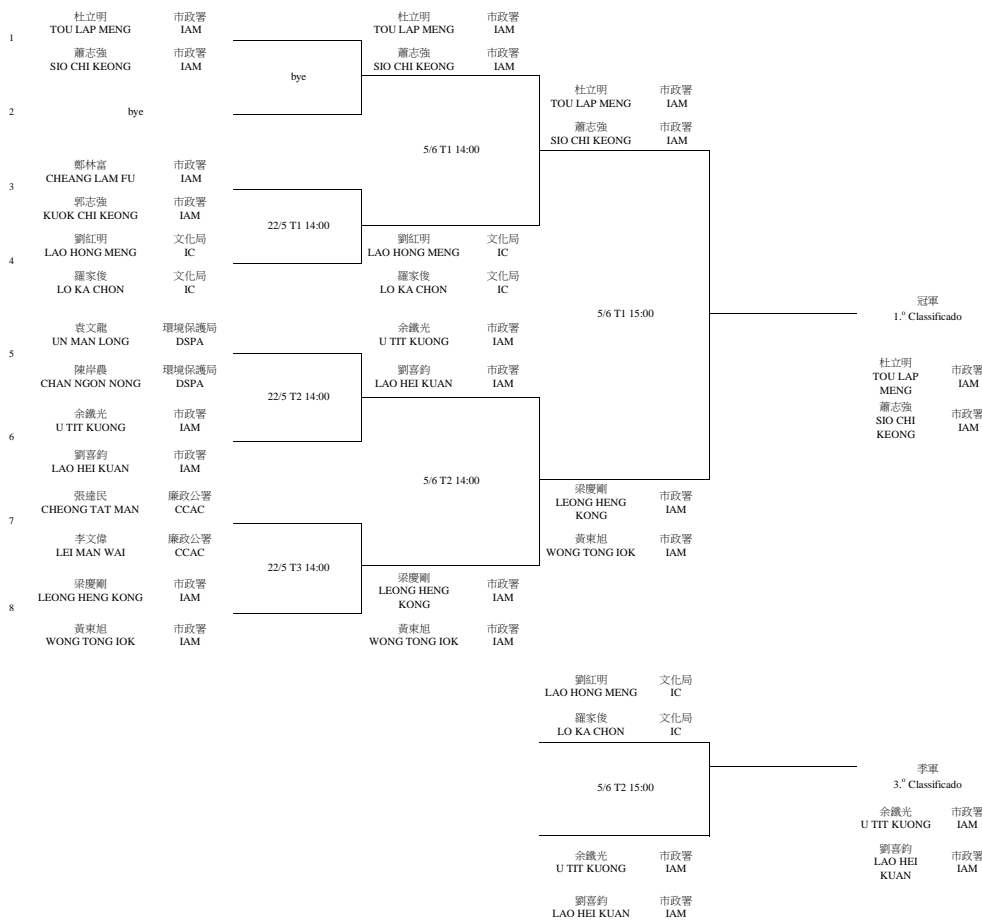 杜立明 市政署
TOU LAP MENG IAM
1
蕭志強 市政署
SIO CHI KEONG IAM
2 bye
鄭林富 市政署
CHEANG LAM FU IAM
3
郭志強 市政署
KUOK CHI KEONG IAM
劉紅明 文化局
LAO HONG MENG IC
4
羅家俊 文化局
LO KA CHON IC
袁文龍 環境保護局
UN MAN LONG DSPA
5
陳岸農 環境保護局
CHAN NGON NONG DSPA
余鐵光 市政署
U TIT KUONG IAM
6
劉喜鈞 市政署
LAO HEI KUAN IAM
張達民 廉政公署
CHEONG TAT MAN CCAC
7
李文偉 廉政公署
LEI MAN WAI CCAC
梁慶剛 市政署
LEONG HENG KONG IAM
8
黃東旭 市政署
WONG TONG IOK IAM
bye
22/5 T1 14:00
22/5 T2 14:00
22/5 T3 14:00
杜立明 市政署
TOU LAP MENG IAM
蕭志強 市政署
SIO CHI KEONG IAM
5/6 T1 14:00
劉紅明 文化局
LAO HONG MENG IC
羅家俊 文化局
LO KA CHON IC
余鐵光 市政署
U TIT KUONG IAM
劉喜鈞 市政署
LAO HEI KUAN IAM
5/6 T2 14:00
梁慶剛 市政署
LEONG HENG IAM
KONG
黃東旭 市政署
WONG TONG IOK IAM
杜立明 市政署
TOU LAP MENG IAM
蕭志強 市政署
SIO CHI KEONG IAM
5/6 T1 15:00
梁慶剛 市政署
LEONG HENG IAM
KONG
黃東旭 市政署
WONG TONG IOK IAM
冠軍
1.º Classificado
杜立明 市政署
TOU LAP IAM
MENG
蕭志強 市政署
SIO CHI IAM
KEONG
劉紅明 文化局
LAO HONG MENG IC
羅家俊 文化局
LO KA CHON IC
5/6 T2 15:00
余鐵光 市政署
U TIT KUONG IAM
劉喜鈞 市政署
LAO HEI KUAN IAM
季軍
3.º Classificado
余鐵光 市政署
U TIT KUONG IAM
劉喜鈞 市政署
LAO HEI IAM
KUAN